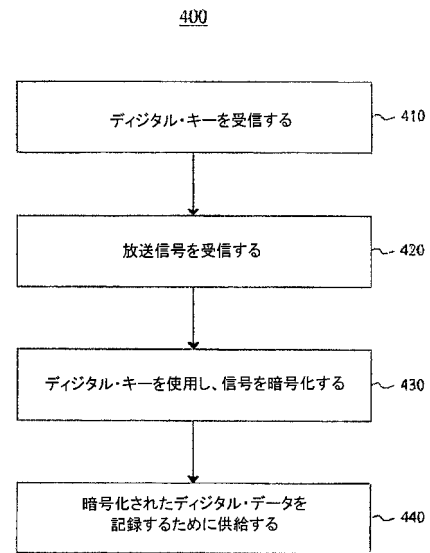 400
ディジタル・キーを受信する
410
放送信号を受信する
420
ディジタル・キーを使用し、信号を暗号化する
430
暗号化されたディジタル・データを
記録するために供給する
440